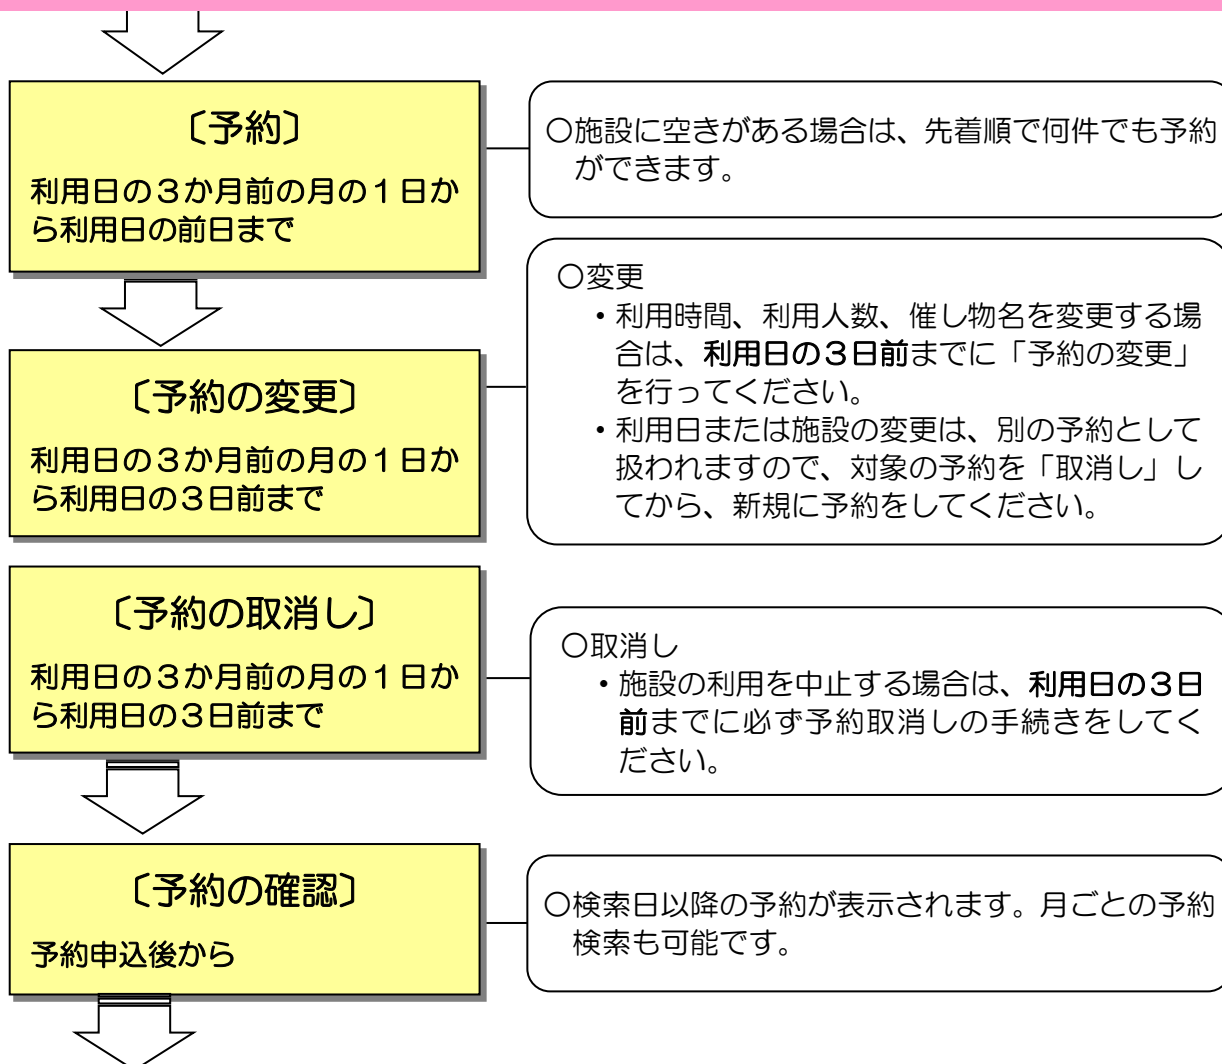 〔予約〕
利用日の３か月前の月の１日か
ら利用日の前日まで
〇施設に空きがある場合は、先着順で何件でも予約
ができます。
〔予約の変更〕
利用日の３か月前の月の１日か
ら利用日の３日前まで
〇変更
・利用時間、利用人数、催し物名を変更する場
合は、利用日の３日前までに「予約の変更」
を行ってください。
・利用日または施設の変更は、別の予約として
扱われますので、対象の予約を「取消し」し
てから、新規に予約をしてください。
〔予約の取消し〕
利用日の３か月前の月の１日か
ら利用日の３日前まで
〇取消し
・施設の利用を中止する場合は、利用日の３日
前までに必ず予約取消しの手続きをしてく
ださい。
〔予約の確認〕
予約申込後から
〇検索日以降の予約が表示されます。月ごとの予約
検索も可能です。